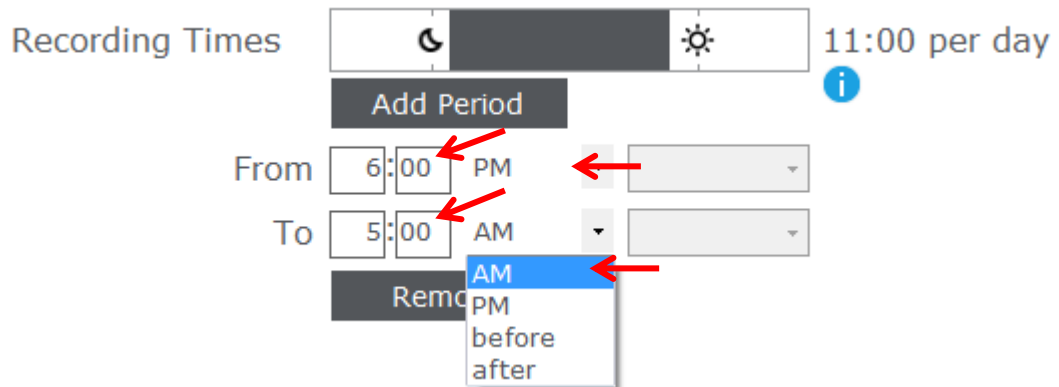 Recording Times 11:00 per day
i
Add Period
From 6:00 PM
To 5:00 AM
AM
Remo
PM
before
after